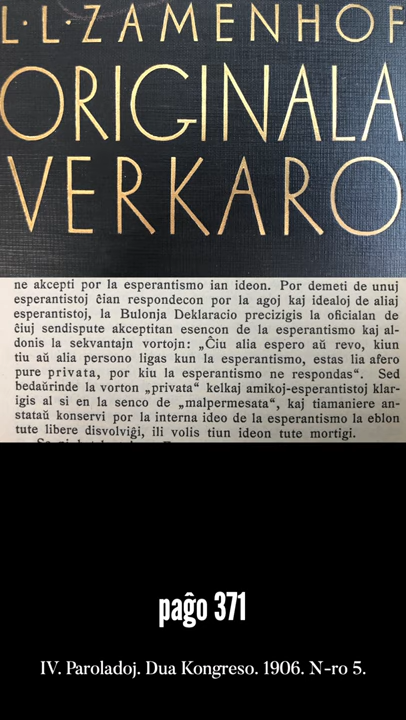 L·L·ZAMENHOF
ORIGINALA
VERKARO
ne akcepti por la esperantismo ian ideon. Por demeti de unuj
esperantistoj ĉian respondecon por la agoj kaj idealoj de aliaj
esperantistoj, la Bulonja Deklaracio precizigis la oficialan de
ĉiuj sendispute akceptitan esencon de la esperantismo kaj al-
donis la sekvantajn vortojn: „Ĉiu alia espero aŭ revo, kiun
tiu aŭ alia persono ligas kun la esperantismo, estas lia afero
pure privata, por kiu la esperantismo ne respondas“. Sed
bedaŭrinde la vorton „privata“ kelkaj amikoj-esperantistoj klar-
igis al si en la senco de „malpermesata“, kaj tiamaniere an-
stataŭ konservi por la interna ideo de la esperantismo la eblon
tute libere disvolviĝi, ili volis tiun ideon tute mortigi.
paĝo 371
IV. Paroladoj. Dua Kongreso. 1906. N-ro 5.